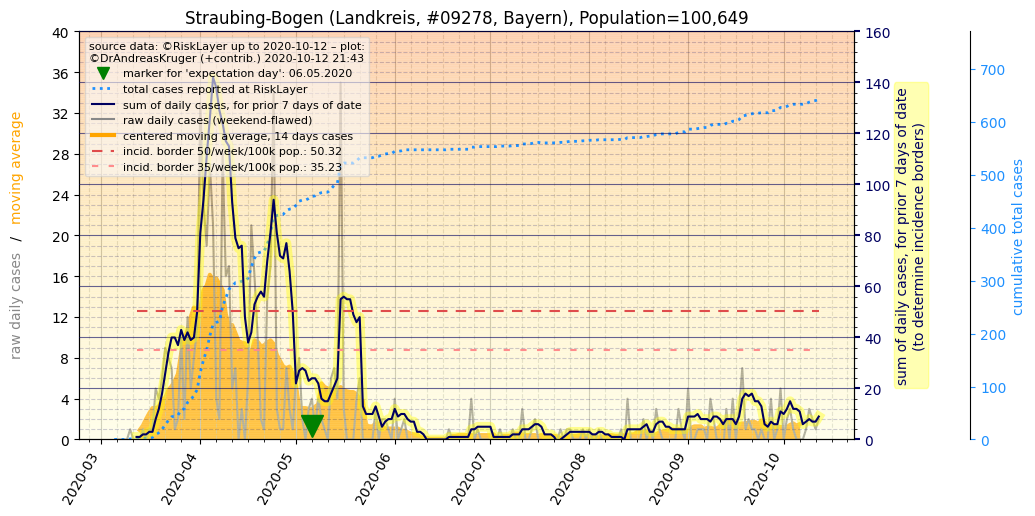 Straubing-Bogen (Landkreis, #09278, Bayern), Population=100,649
source data: ©RiskLayer up to 2020-10-12 – plot:
©DrAndreasKruger (+contrib.) 2020-10-12 21:43
marker for 'expectation day': 06.05.2020
total cases reported at RiskLayer
sum of daily cases, for prior 7 days of date
raw daily cases (weekend-flawed)
centered moving average, 14 days cases
incid. border 50/week/100k pop.: 50.32
incid. border 35/week/100k pop.: 35.23
raw daily cases / moving average
40
36
32
28
24
20
16
12
8
4
0
2020-03
2020-04
2020-05
2020-06
2020-07
2020-08
2020-09
2020-10
160
140
120
100
80
60
40
20
0
sum of daily cases, for prior 7 days of date
(to determine incidence borders)
700
600
500
400
300
200
100
0
cumulative total cases